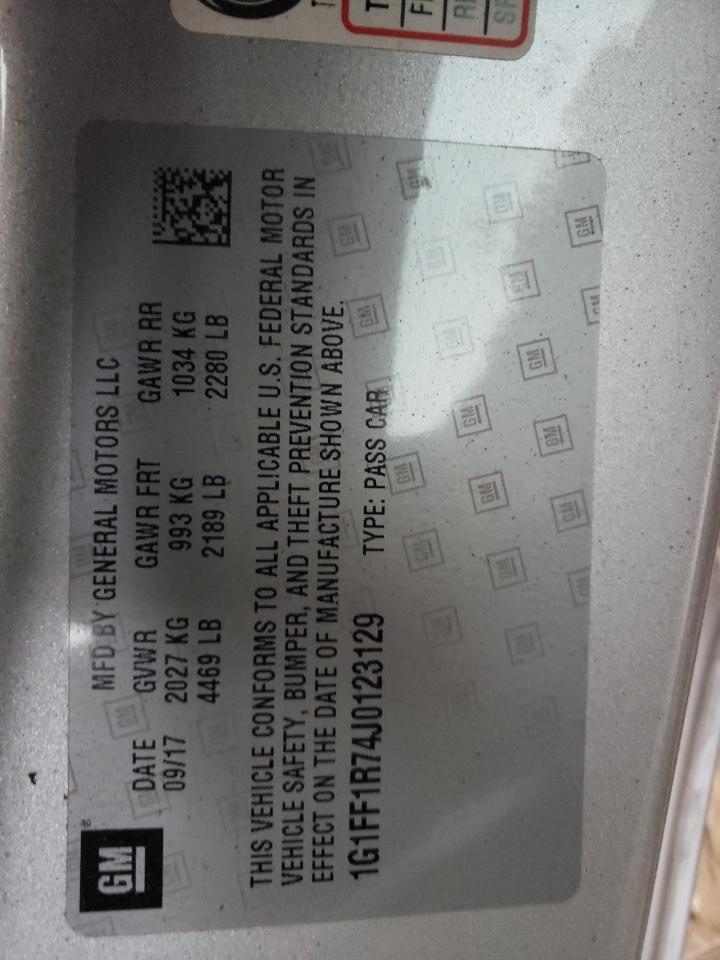 GM
MFD BY GENERAL MOTORS LLC
DATE GVWR GAWR FRT GAWR RR
09/17 2027 KG 993 KG 1034 KG
4469 LB 2189 LB 2280 LB
THIS VEHICLE CONFORMS TO ALL APPLICABLE U.S. FEDERAL MOTOR
VEHICLE SAFETY, BUMPER, AND THEFT PREVENTION STANDARDS IN
EFFECT ON THE DATE OF MANUFACTURE SHOWN ABOVE.
1G1FF1R74J0123129 TYPE: PASS CAR